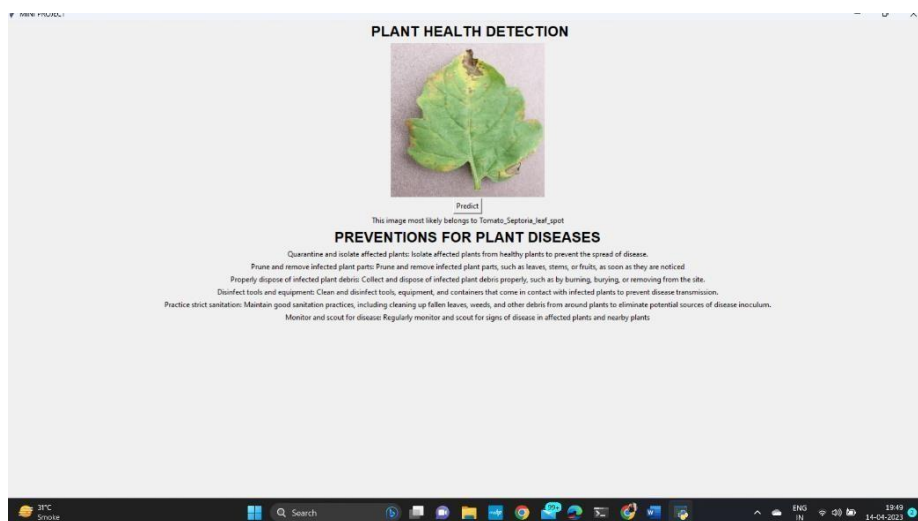 MINI PROJECT
PLANT HEALTH DETECTION
Predict
This image most likely belongs to Tomato_Septoria_leaf_spot
PREVENTIONS FOR PLANT DISEASES
Quarantine and isolate affected plants: Isolate affected plants from healthy plants to prevent the spread of disease.
Prune and remove infected plant parts: Prune and remove infected plant parts, such as leaves, stems, or fruits, as soon as they are noticed
Properly dispose of infected plant debris: Collect and dispose of infected plant debris properly, such as by burning, burying, or removing from the site.
Disinfect tools and equipment: Clean and disinfect tools, equipment, and containers that come in contact with infected plants to prevent disease transmission.
Practice strict sanitation: Maintain good sanitation practices, including cleaning up fallen leaves, weeds, and other debris from around plants to eliminate potential sources of disease inoculum.
Monitor and scout for disease: Regularly monitor and scout for signs of disease in affected plants and nearby plants
31°C
Smoke
Search
99+
ENG
IN
19:49
14-04-2023